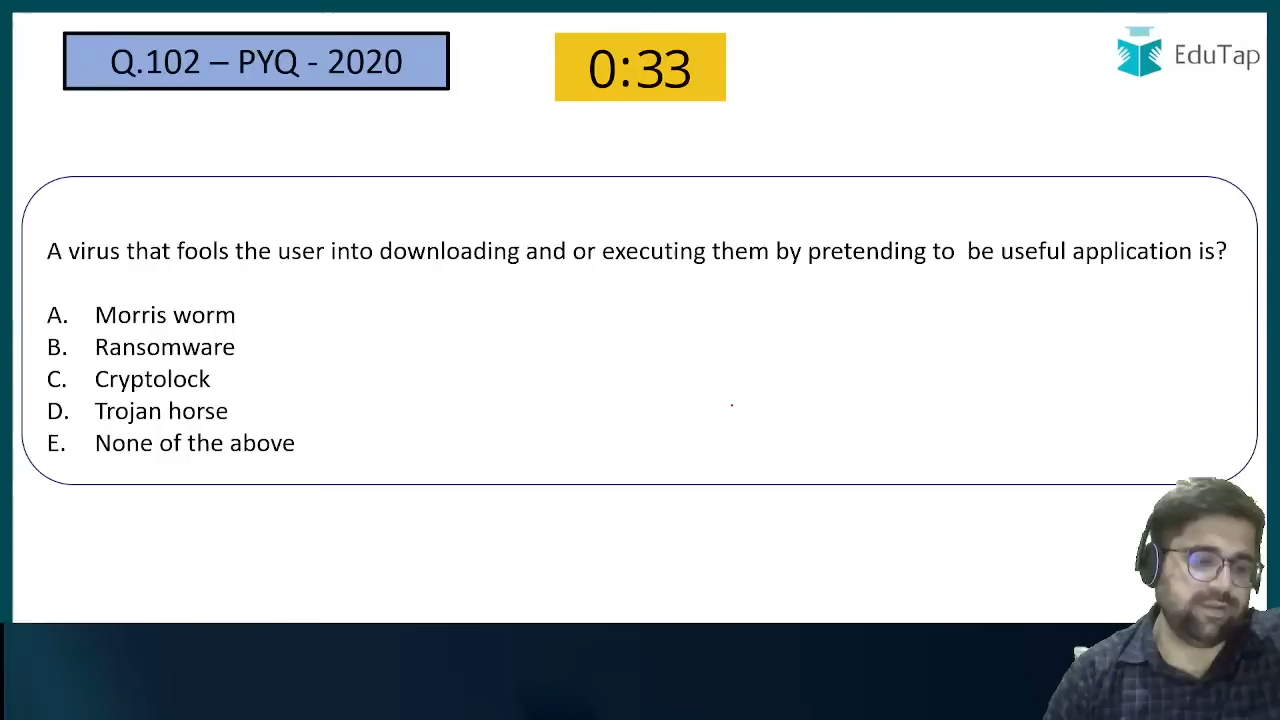 Q.102 – PYQ - 2020
0:33
EduTap
A virus that fools the user into downloading and or executing them by pretending to  be useful application is?
A. Morris worm
B. Ransomware
C. Cryptolock
D. Trojan horse
E. None of the above